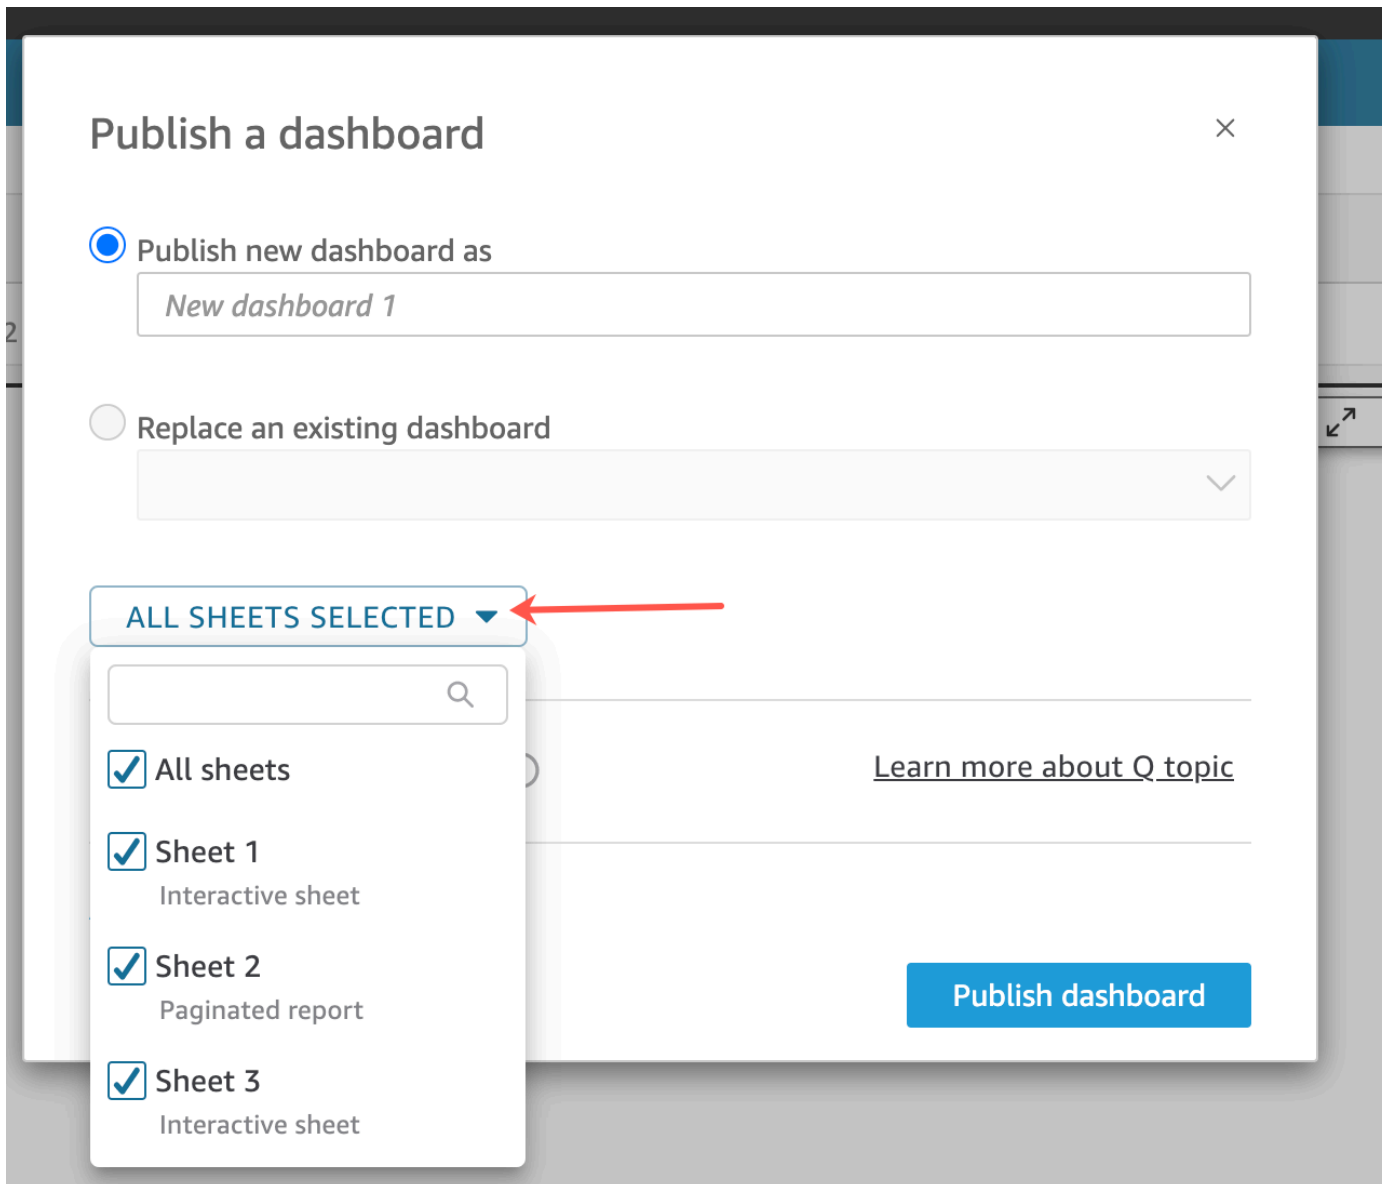 Publish a dashboard
Publish new dashboard as
New dashboard 1
2
Replace an existing dashboard
ALL SHEETS SELECTED
All sheets
Learn more about Q topic
Sheet 1
Interactive sheet
Sheet 2
Paginated report
Publish dashboard
Sheet 3
Interactive sheet